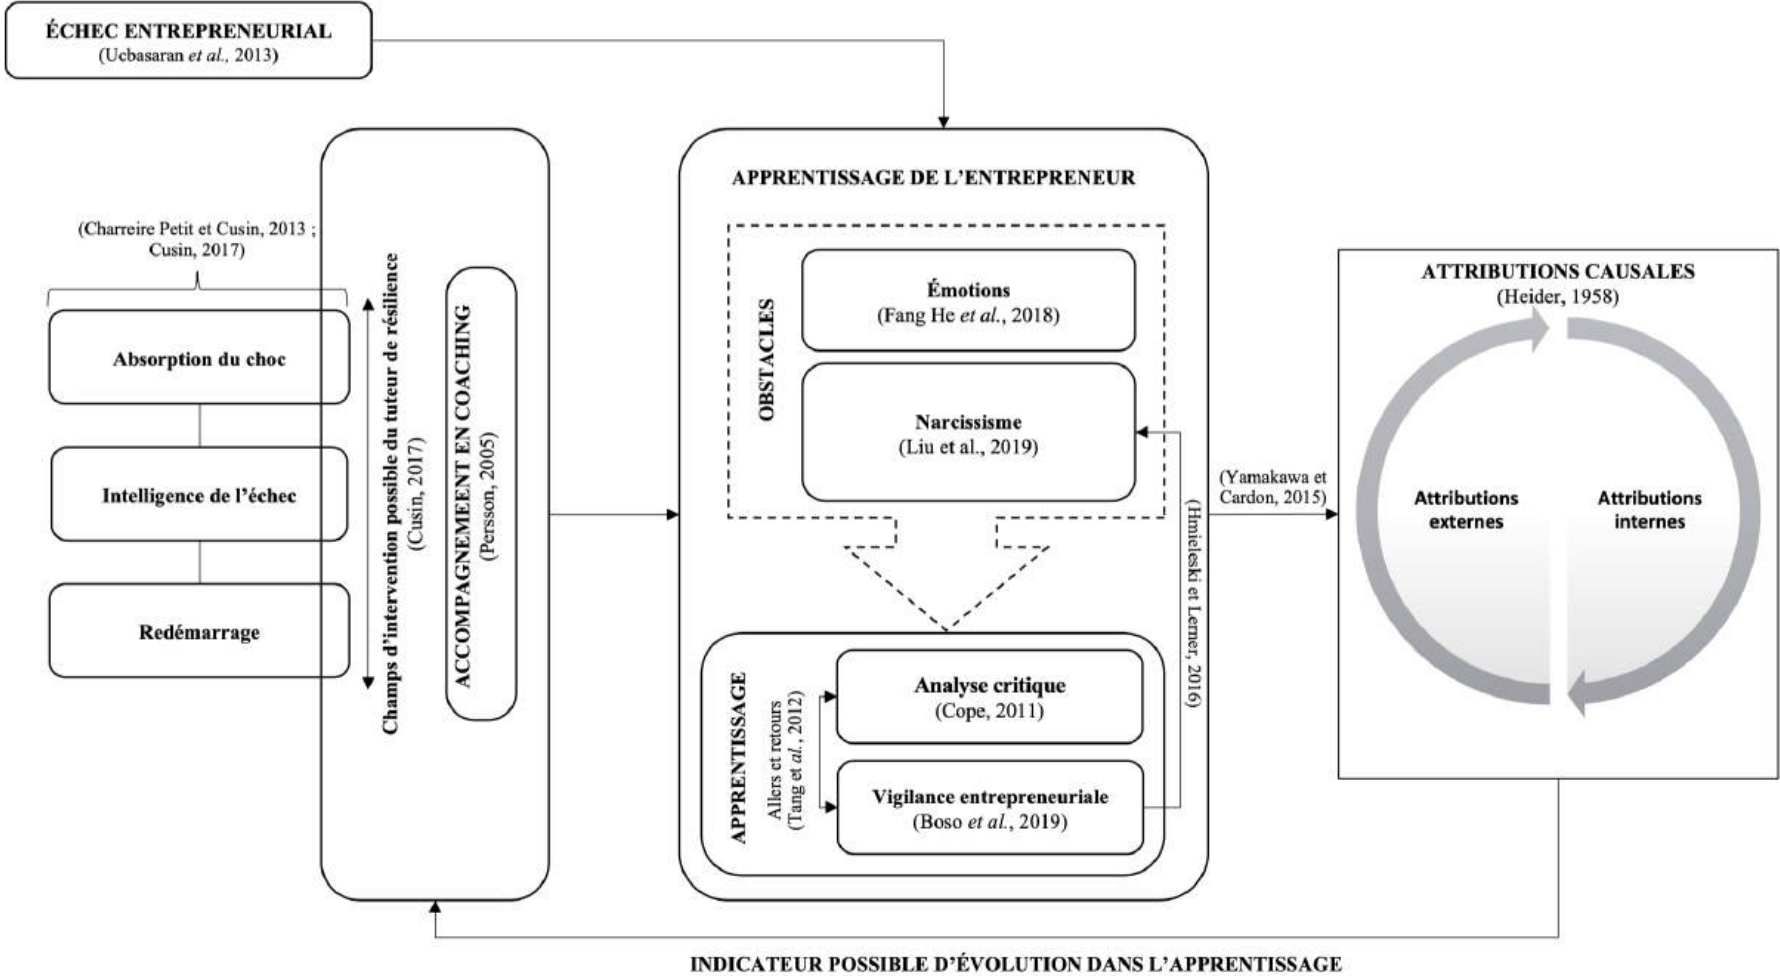 ÉCHEC ENTREPRENEURIAL
(Ucbasaran et al., 2013)
(Charreire Petit et Cusin, 2013 ;
Cusin, 2017)
Absorption du choc
Intelligence de l'échec
Redémarrage
Champs d'intervention possible du tuteur de résilience
(Cusin, 2017)
ACCOMPAGNEMENT EN COACHING
(Persson, 2005)
APPRENTISSAGE DE L'ENTREPRENEUR
OBSTACLES
Émotions
(Fang He et al., 2018)
Narcissisme
(Liu et al., 2019)
APPRENTISSAGE
Allers et retours
(Tang et al., 2012)
Analyse critique
(Cope, 2011)
Vigilance entrepreneuriale
(Boso et al., 2019)
(Hmieleski et Lerner, 2016)
(Yamakawa et
Cardon, 2015)
ATTRIBUTIONS CAUSALES
(Heider, 1958)
Attributions
externes
Attributions
internes
INDICATEUR POSSIBLE D'ÉVOLUTION DANS L'APPRENTISSAGE